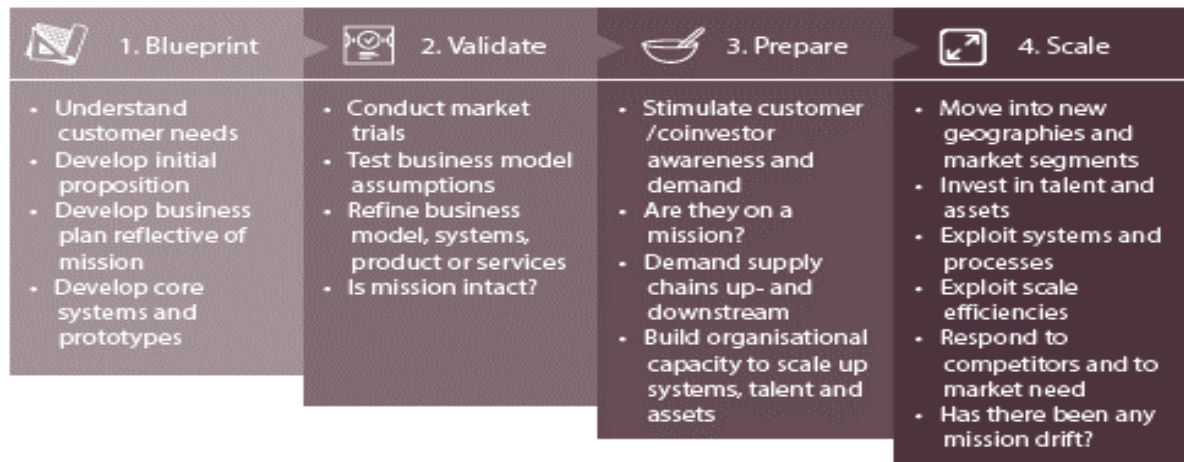 1. Blueprint
• Understand
customer needs
• Develop initial
proposition
• Develop business
plan reflective of
mission
• Develop core
systems and
prototypes
2. Validate
• Conduct market
trials
• Test business model
assumptions
• Refine business
model, systems,
product or services
• Is mission intact?
3. Prepare
• Stimulate customer
/coinvestor
awareness and
demand
• Are they on a
mission?
• Demand supply
chains up- and
downstream
• Build organisational
capacity to scale up
systems, talent and
assets
4. Scale
• Move into new
geographies and
market segments
• Invest in talent and
assets
• Exploit systems and
processes
• Exploit scale
efficiencies
• Respond to
competitors and to
market need
• Has there been any
mission drift?